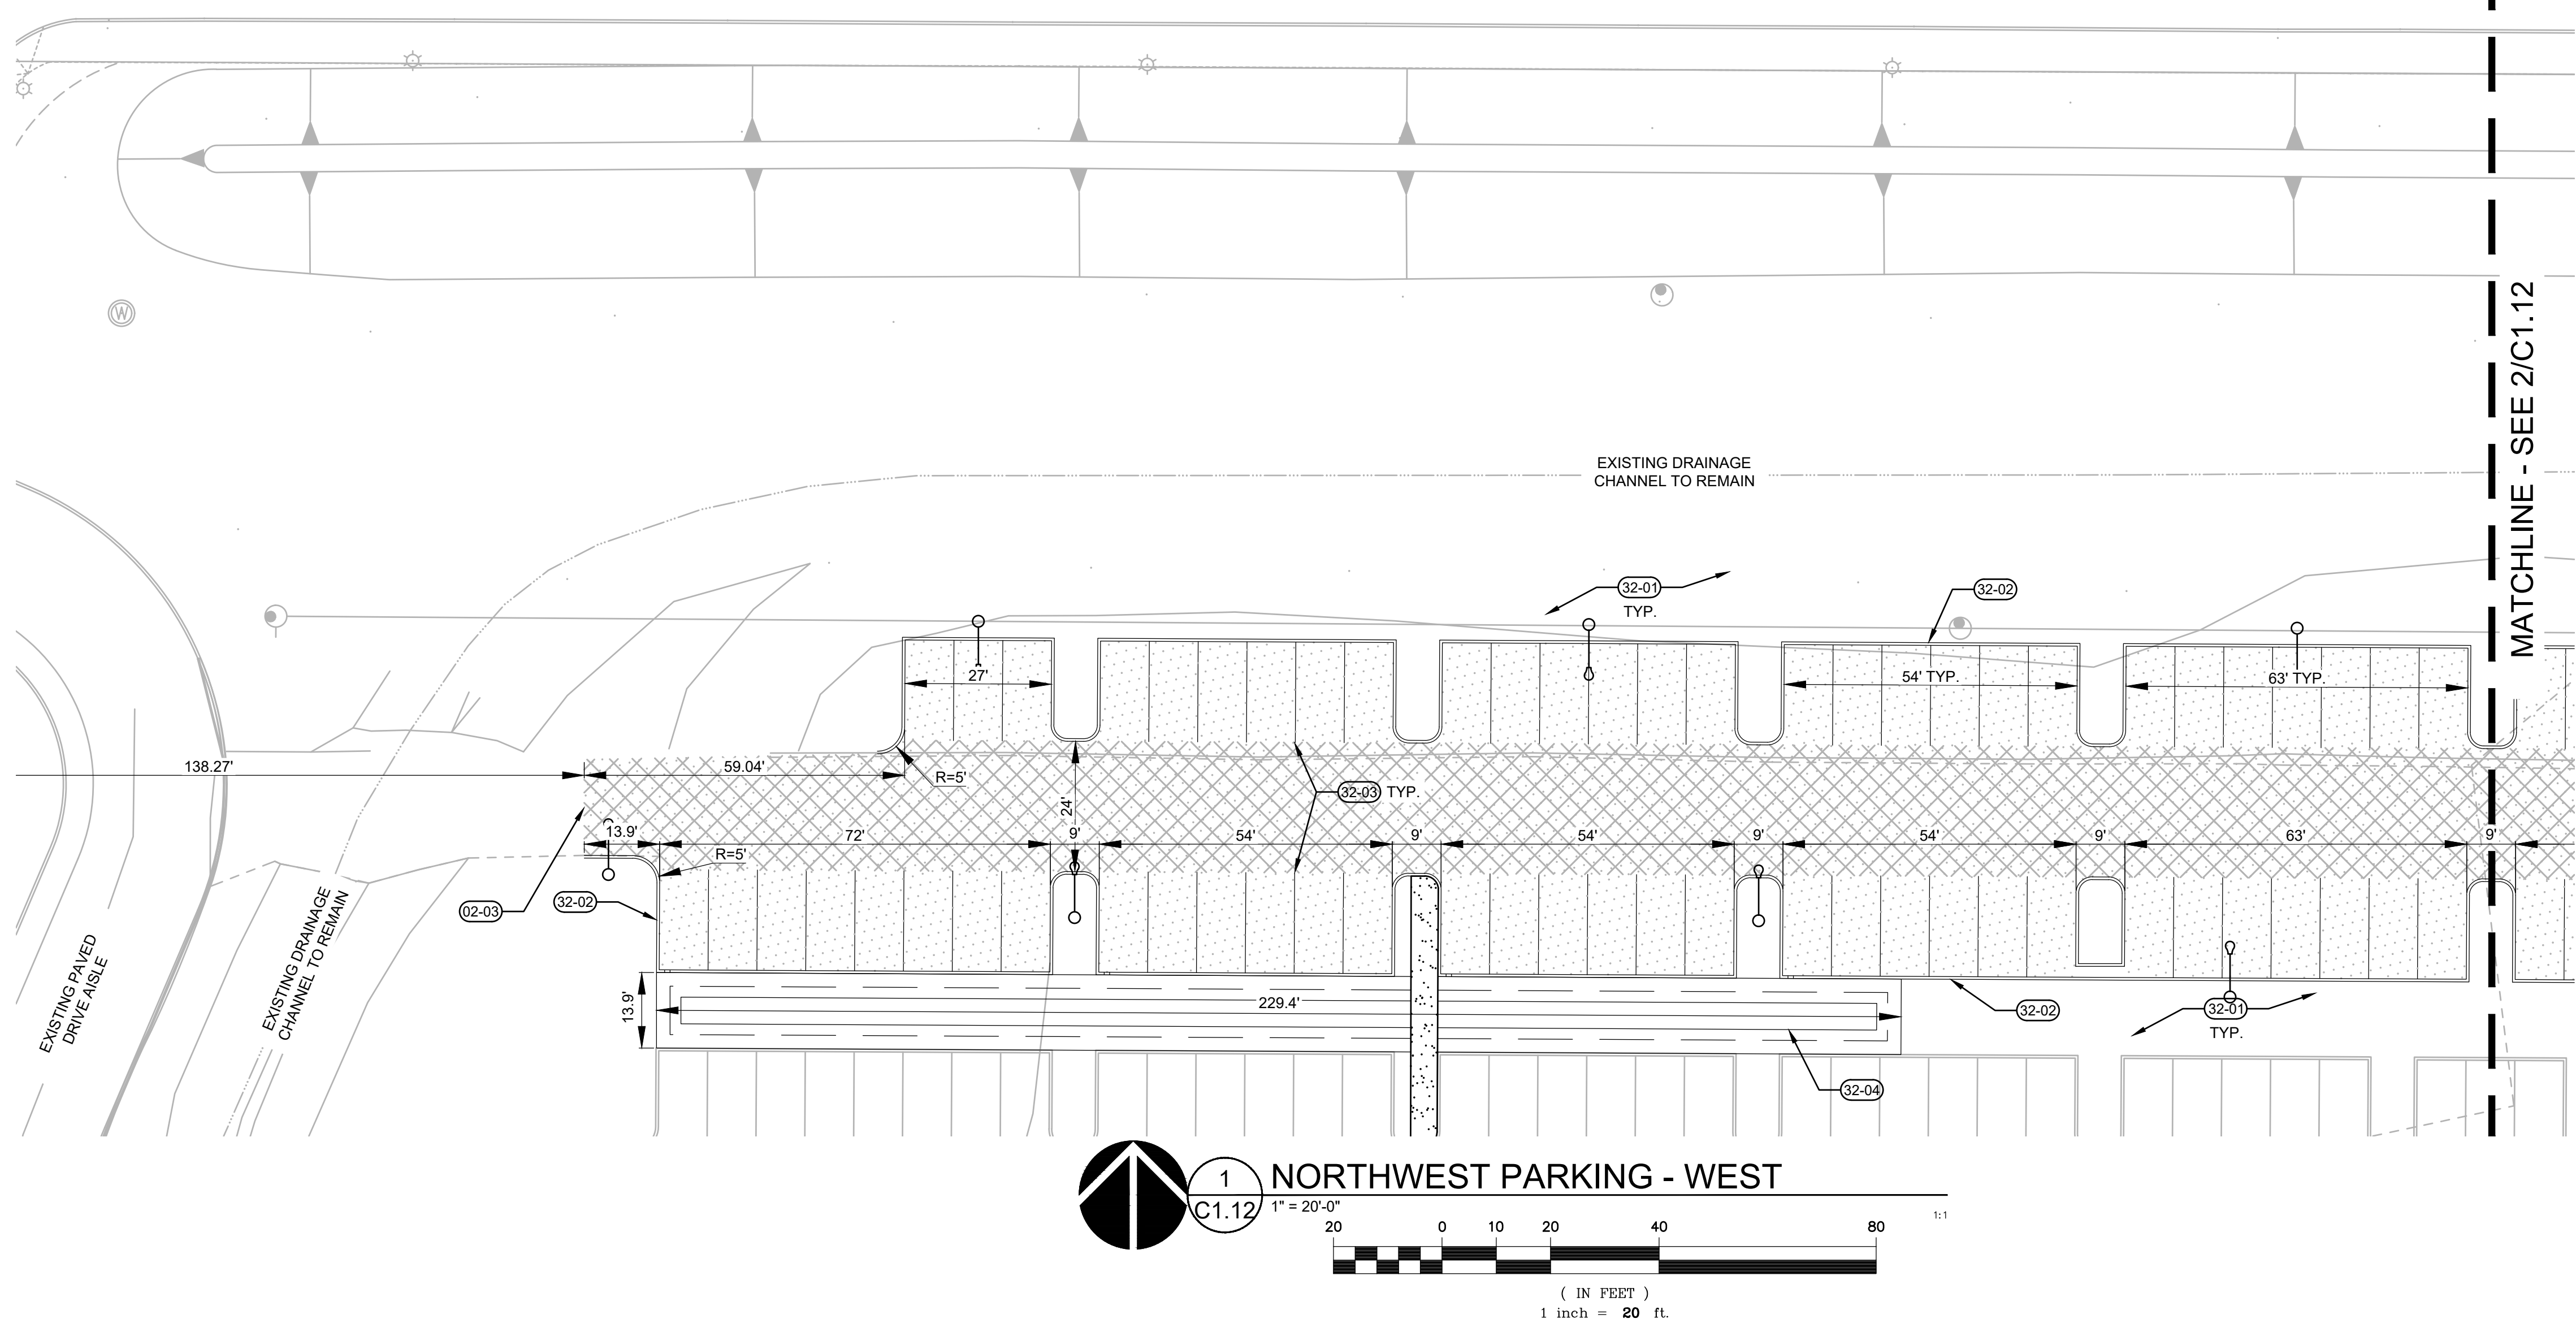 W
MATCHLINE - SEE 2/C1.12
EXISTING DRAINAGE
CHANNEL TO REMAIN
32-01
TYP.
32-02
27'
54' TYP.
63' TYP.
138.27'
59.04'
R=5'
24'
32-03 TYP.
13.9'
72'
9'
54'
9'
54'
9'
54'
9'
63'
9'
R=5'
02-03
32-02
EXISTING PAVED
DRIVE AISLE
EXISTING DRAINAGE
CHANNEL TO REMAIN
13.9'
229.4'
32-02
32-01
TYP.
32-04
1
C1.12
NORTHWEST PARKING - WEST
1" = 20'-0"
1:1
20 0 10 20 40 80
( IN FEET )
1 inch = 20 ft.